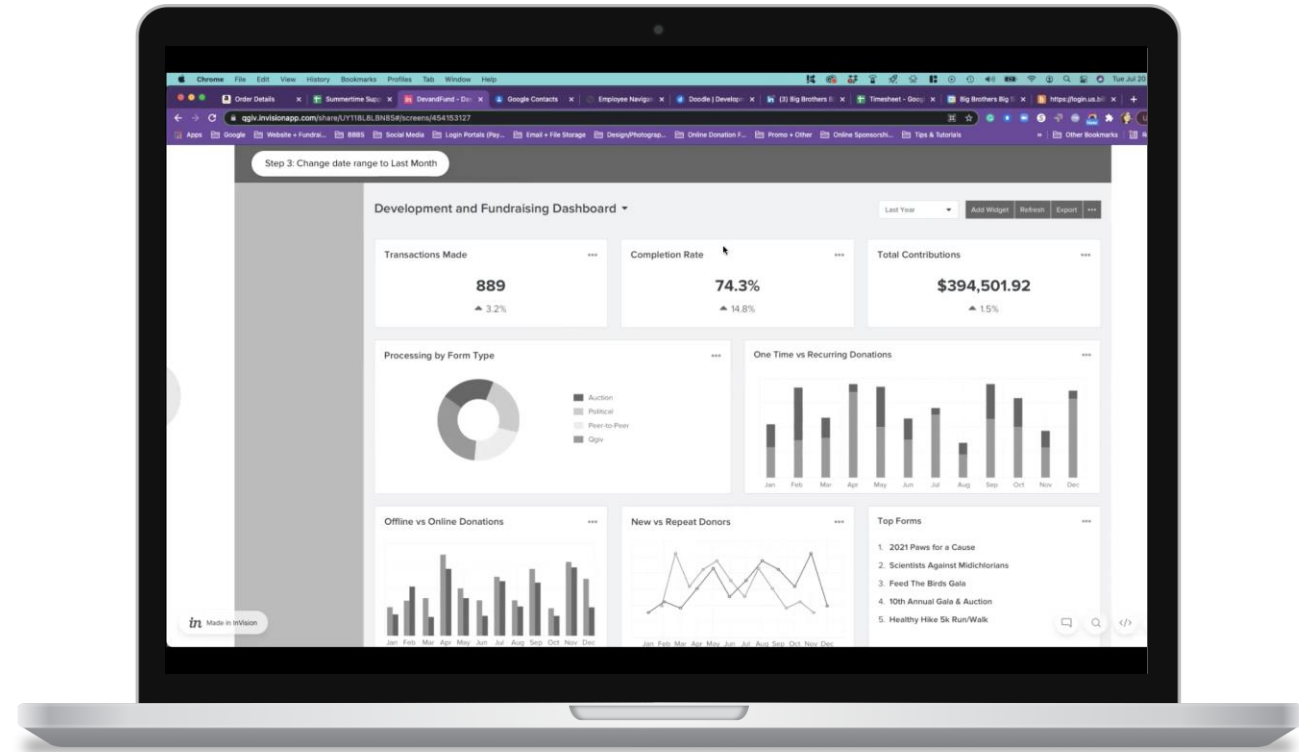 Chrome File Edit View History Bookmarks Profiles Tab Window Help
Tue Jul 20
Order Details
Summertime Supp
DevandFund - Das
Google Contacts
Employee Navigat
Doodle | Develop
(3) Big Brothers B
Timesheet - Googl
Big Brothers Big S
https://login.us.bil
qgiv.invisionapp.com/share/UY118L8LBN8S#/screens/454153127
Apps
Google
Website + Fundrai...
BBBS
Social Media
Login Portals (Pay...
Email + File Storage
Design/Photograp...
Online Donation F...
Promo + Other
Online Sponsorshi...
Tips & Tutorials
Other Bookmarks
Step 3: Change date range to Last Month
Development and Fundraising Dashboard
Last Year
Add Widget
Refresh
Export
Transactions Made
889
3.2%
Completion Rate
74.3%
14.8%
Total Contributions
$394,501.92
1.5%
Processing by Form Type
Auction
Political
Peer-to-Peer
Qgiv
One Time vs Recurring Donations
Jan Feb Mar Apr May Jun Jul Aug Sep Oct Nov Dec
Offline vs Online Donations
Jan Feb Mar Apr May Jun Jul Aug Sep Oct Nov Dec
New vs Repeat Donors
Jan Feb Mar Apr May Jun Jul Aug Sep Oct Nov Dec
Top Forms
1. 2021 Paws for a Cause
2. Scientists Against Midichlorians
3. Feed The Birds Gala
4. 10th Annual Gala & Auction
5. Healthy Hike 5k Run/Walk
in Made in InVision